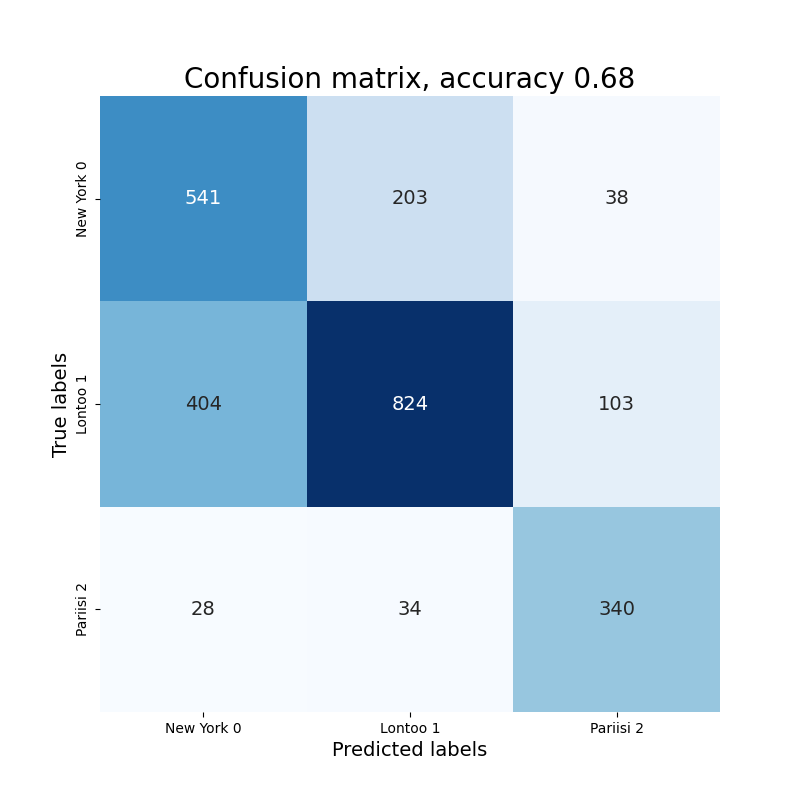 Confusion matrix, accuracy 0.68
New York 0
541
203
38
True labels
Lontoo 1
404
824
103
Pariisi 2
28
34
340
New York 0
Lontoo 1
Pariisi 2
Predicted labels